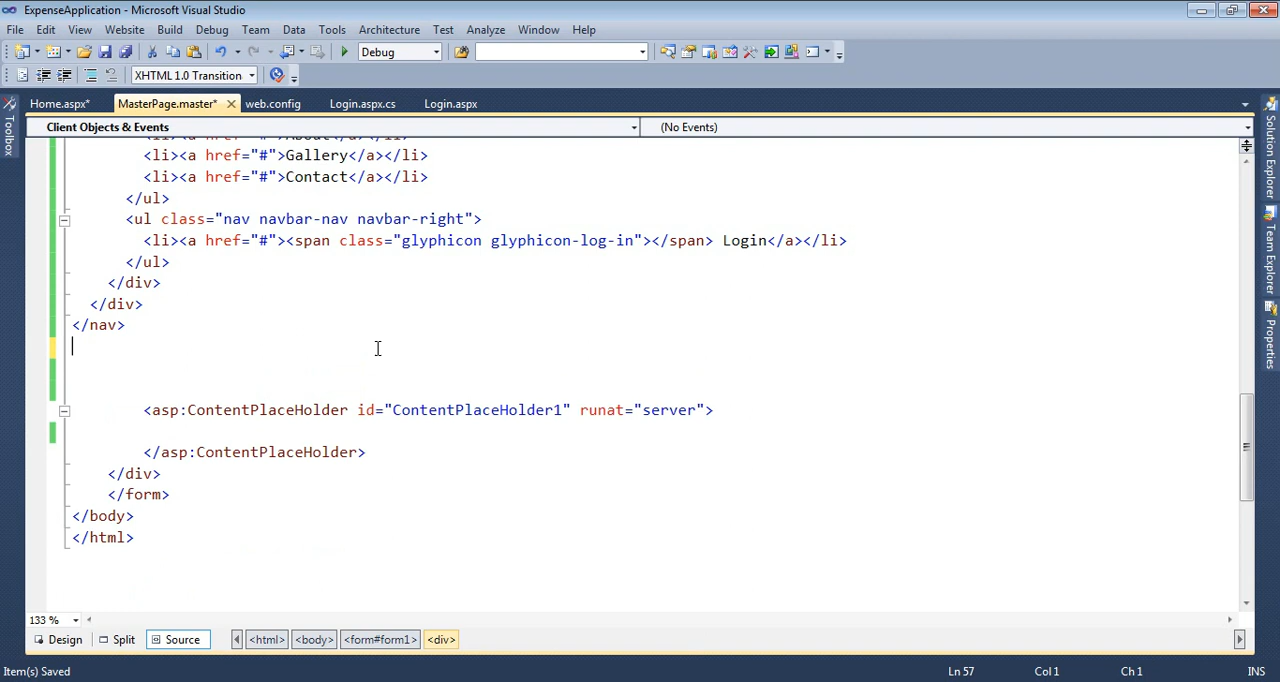 ExpenseApplication - Microsoft Visual Studio
File Edit View Website Build Debug Team Data Tools Architecture Test Analyze Window Help
Debug
XHTML 1.0 Transition
Home.aspx* MasterPage.master* web.config Login.aspx.cs Login.aspx
Client Objects & Events (No Events)
<li><a href="#">About</a></li>
<li><a href="#">Gallery</a></li>
<li><a href="#">Contact</a></li>
</ul>
<ul class="nav navbar-nav navbar-right">
<li><a href="#"><span class="glyphicon glyphicon-log-in"></span> Login</a></li>
</ul>
</div>
</div>
</nav>
<asp:ContentPlaceHolder id="ContentPlaceHolder1" runat="server">
</asp:ContentPlaceHolder>
</div>
</form>
</body>
</html>
Toolbox
Solution Explorer
Team Explorer
Properties
133 %
Design Split Source <html> <body> <form#form1> <div>
Item(s) Saved Ln 57 Col 1 Ch 1 INS